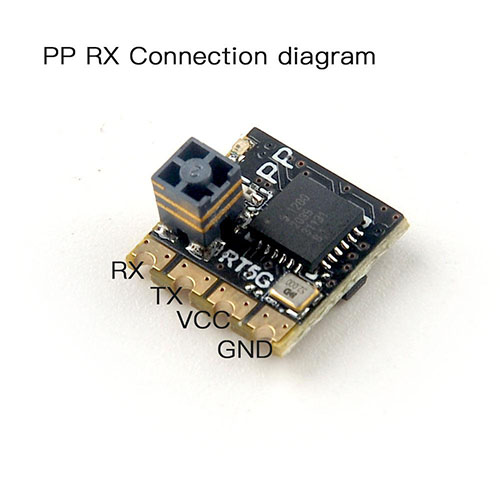 PP RX Connection diagram
PP
RT5G
RX
TX
VCC
GND